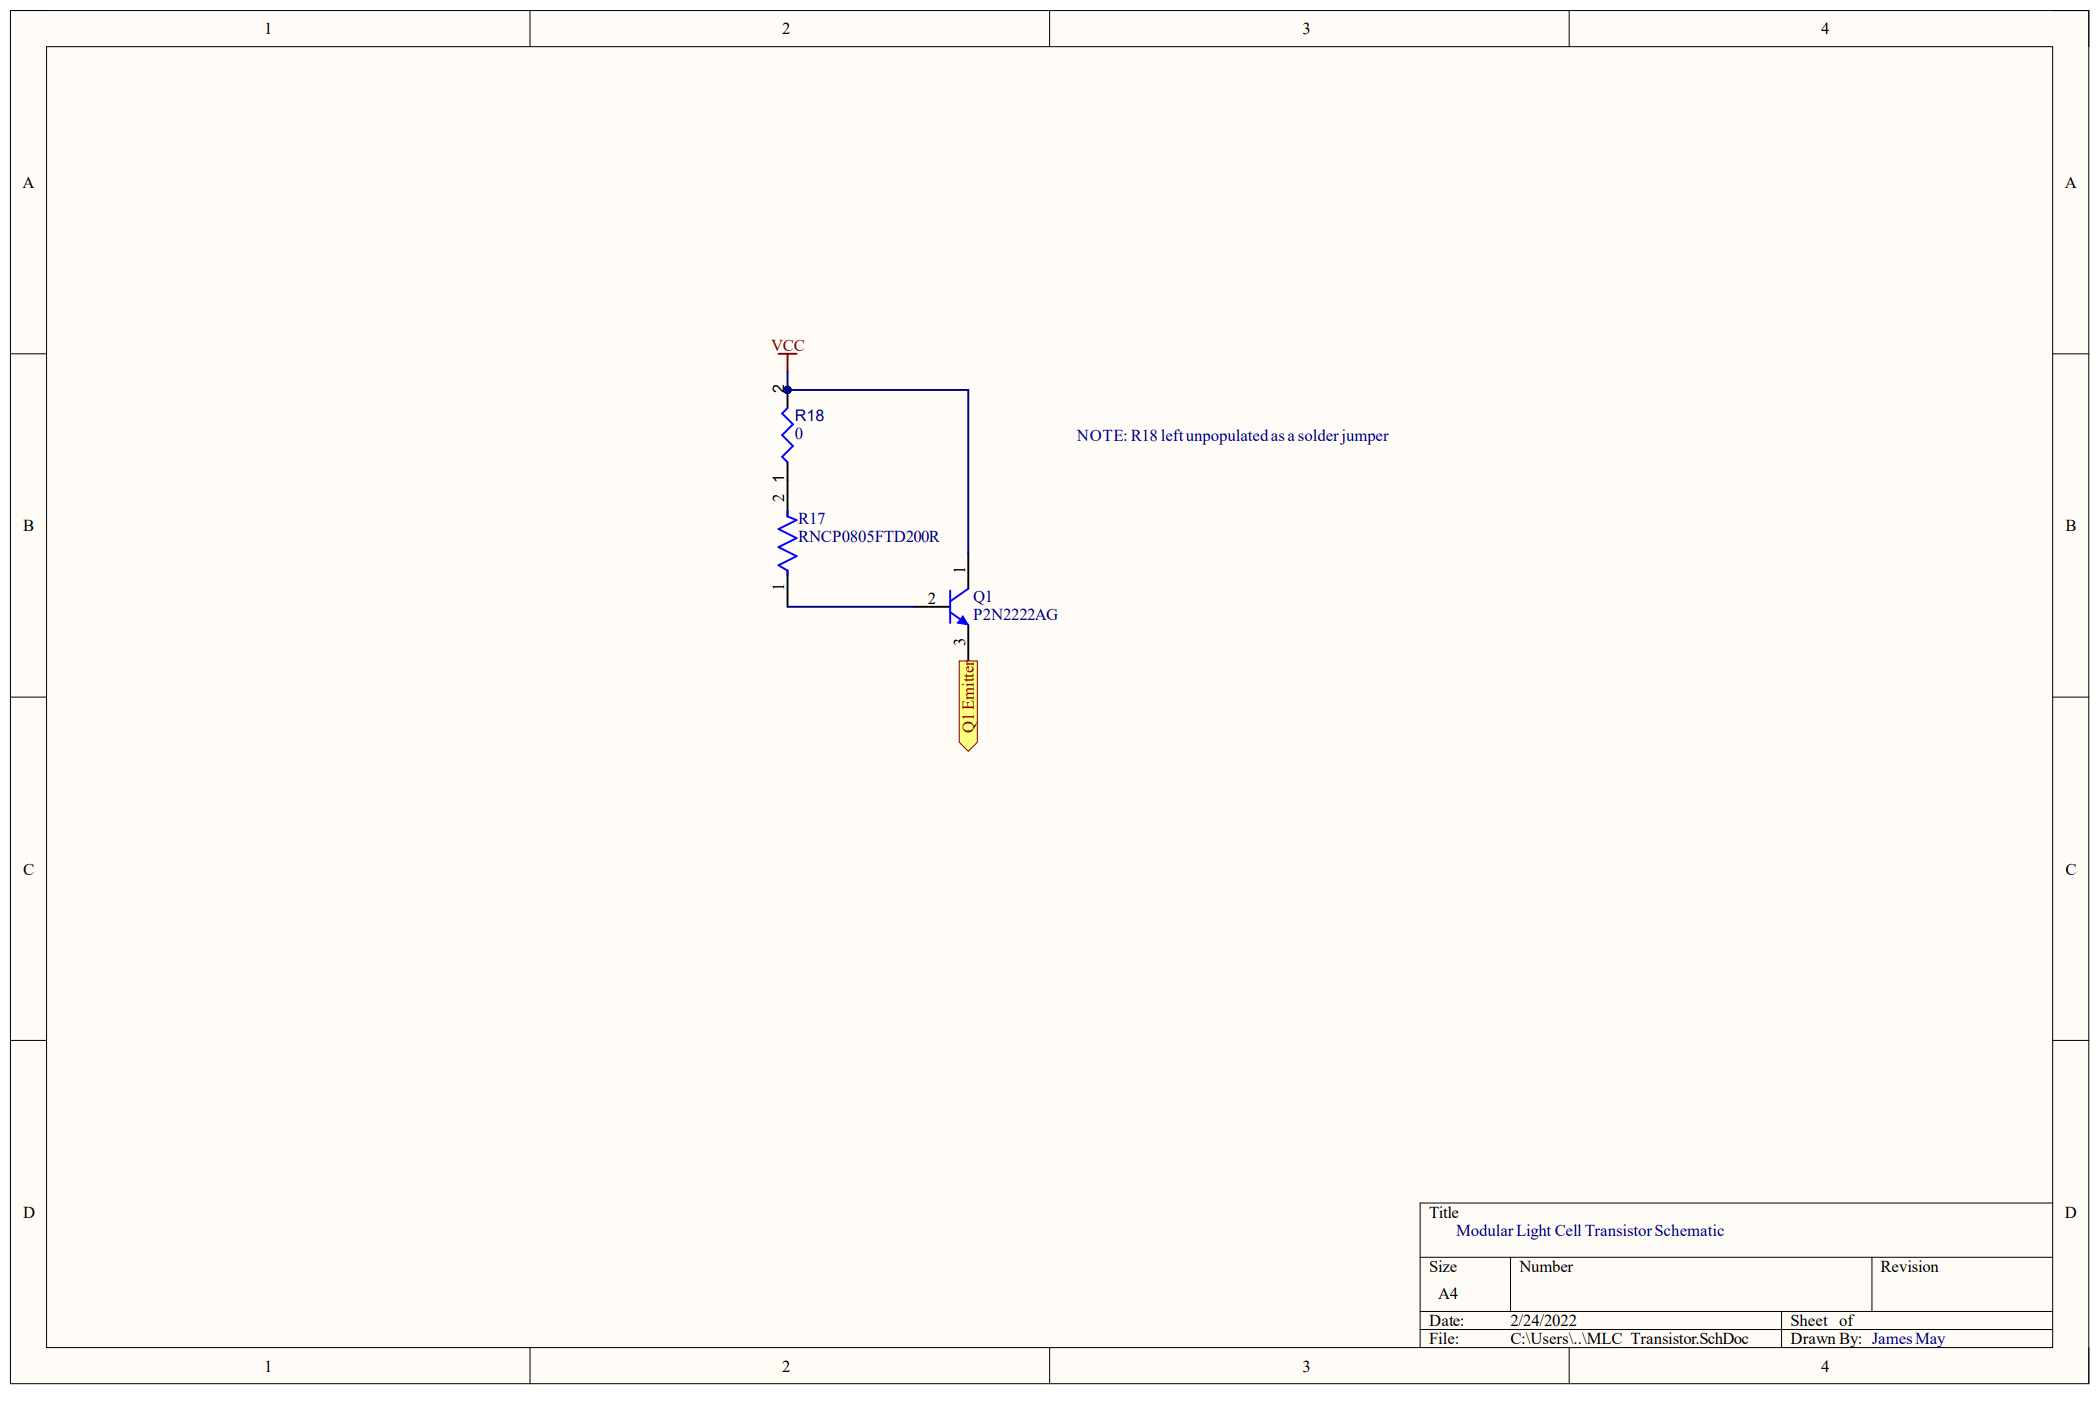 1 2 3 4
A A
VCC
2
R18
0
NOTE: R18 left unpopulated as a solder jumper
1
2
R17
B B
RNCP0805FTD200R
1
1
2
Q1
P2N2222AG
3
Q1 Emitter
C C
D D
Title
Modular Light Cell Transistor Schematic
Size Number Revision
A4
Date: 2/24/2022 Sheet of
File: C:\Users\..\MLC Transistor.SchDoc Drawn By: James May
1 2 3 4